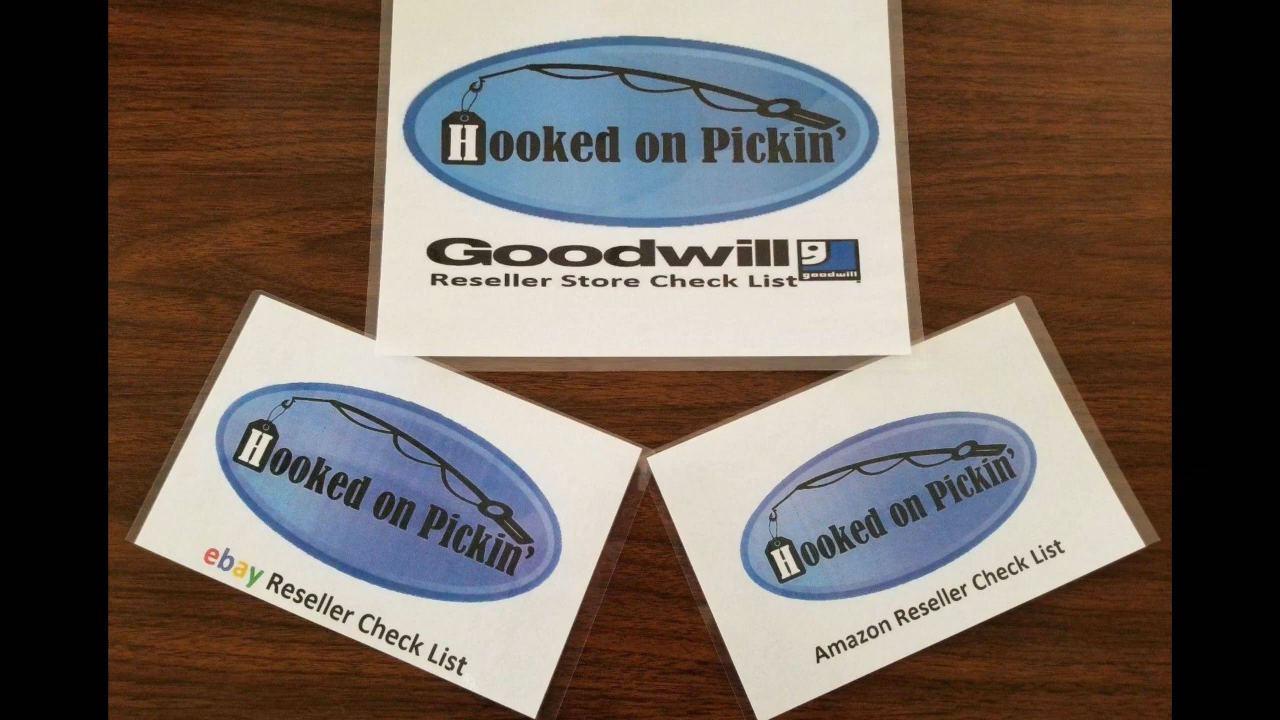 Hooked on Pickin'
Goodwill
goodwill
Reseller Store Check List
Hooked on Pickin'
ebay Reseller Check List
Hooked on Pickin'
Amazon Reseller Check List